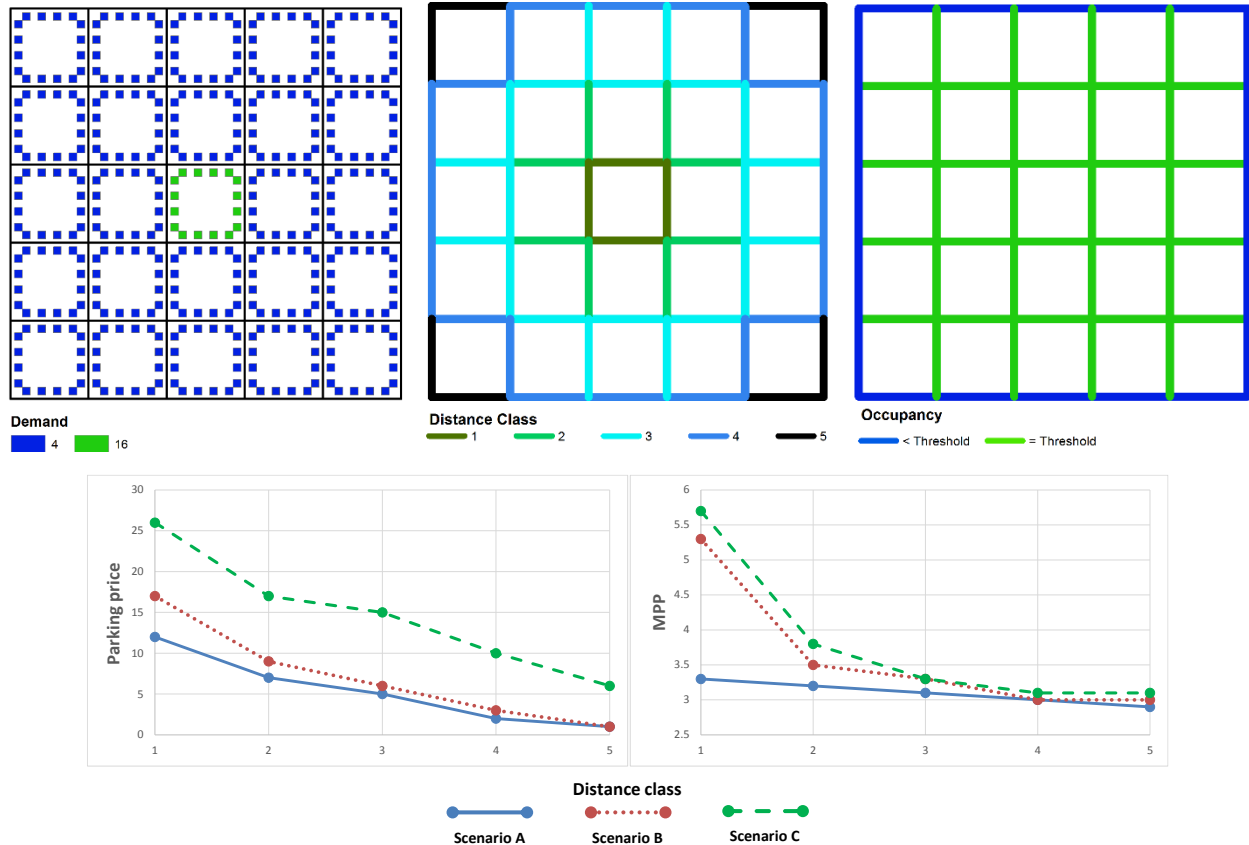 Demand
4 16
Distance Class
1 2 3 4 5
Occupancy
< Threshold = Threshold
Parking price
30
25
20
15
10
5
0
1 2 3 4 5
MPP
6
5.5
5
4.5
4
3.5
3
2.5
1 2 3 4 5
Distance class
Scenario A Scenario B Scenario C